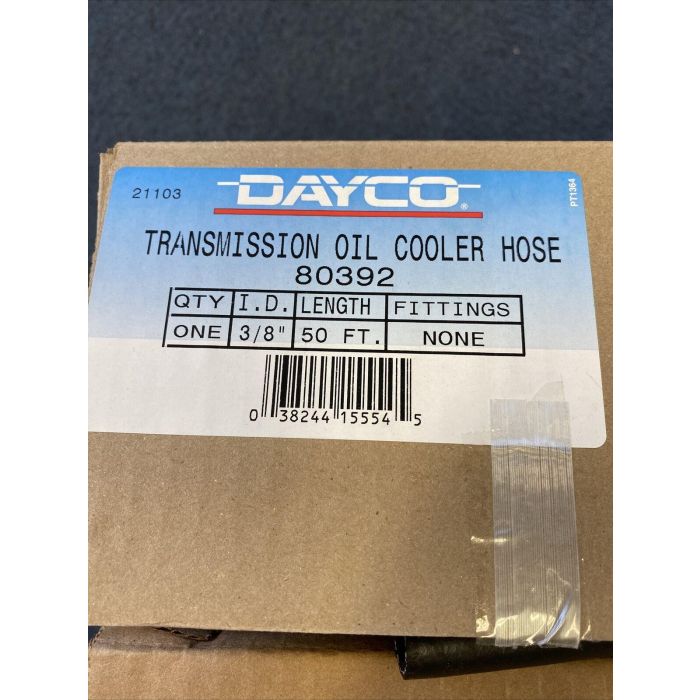 21103
DAYCO®
PT1364
TRANSMISSION OIL COOLER HOSE
80392
QTY I.D. LENGTH FITTINGS
ONE 3/8" 50 FT. NONE
0 38244 15554 5